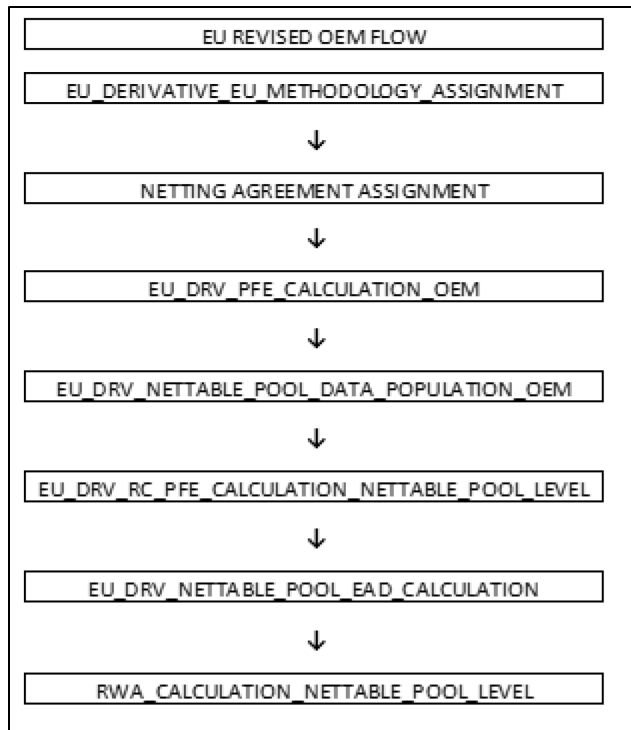 EU REVISED OEM FLOW
EU_DERIVATIVE_EU_METHODOLOGY_ASSIGNMENT
NETTING AGREEMENT ASSIGNMENT
EU_DRV_PFE_CALCULATION_OEM
EU_DRV_NETTABLE_POOL_DATA_POPULATION_OEM
EU_DRV_RC_PFE_CALCULATION_NETTABLE_POOL_LEVEL
EU_DRV_NETTABLE_POOL_EAD_CALCULATION
RWA_CALCULATION_NETTABLE_POOL_LEVEL